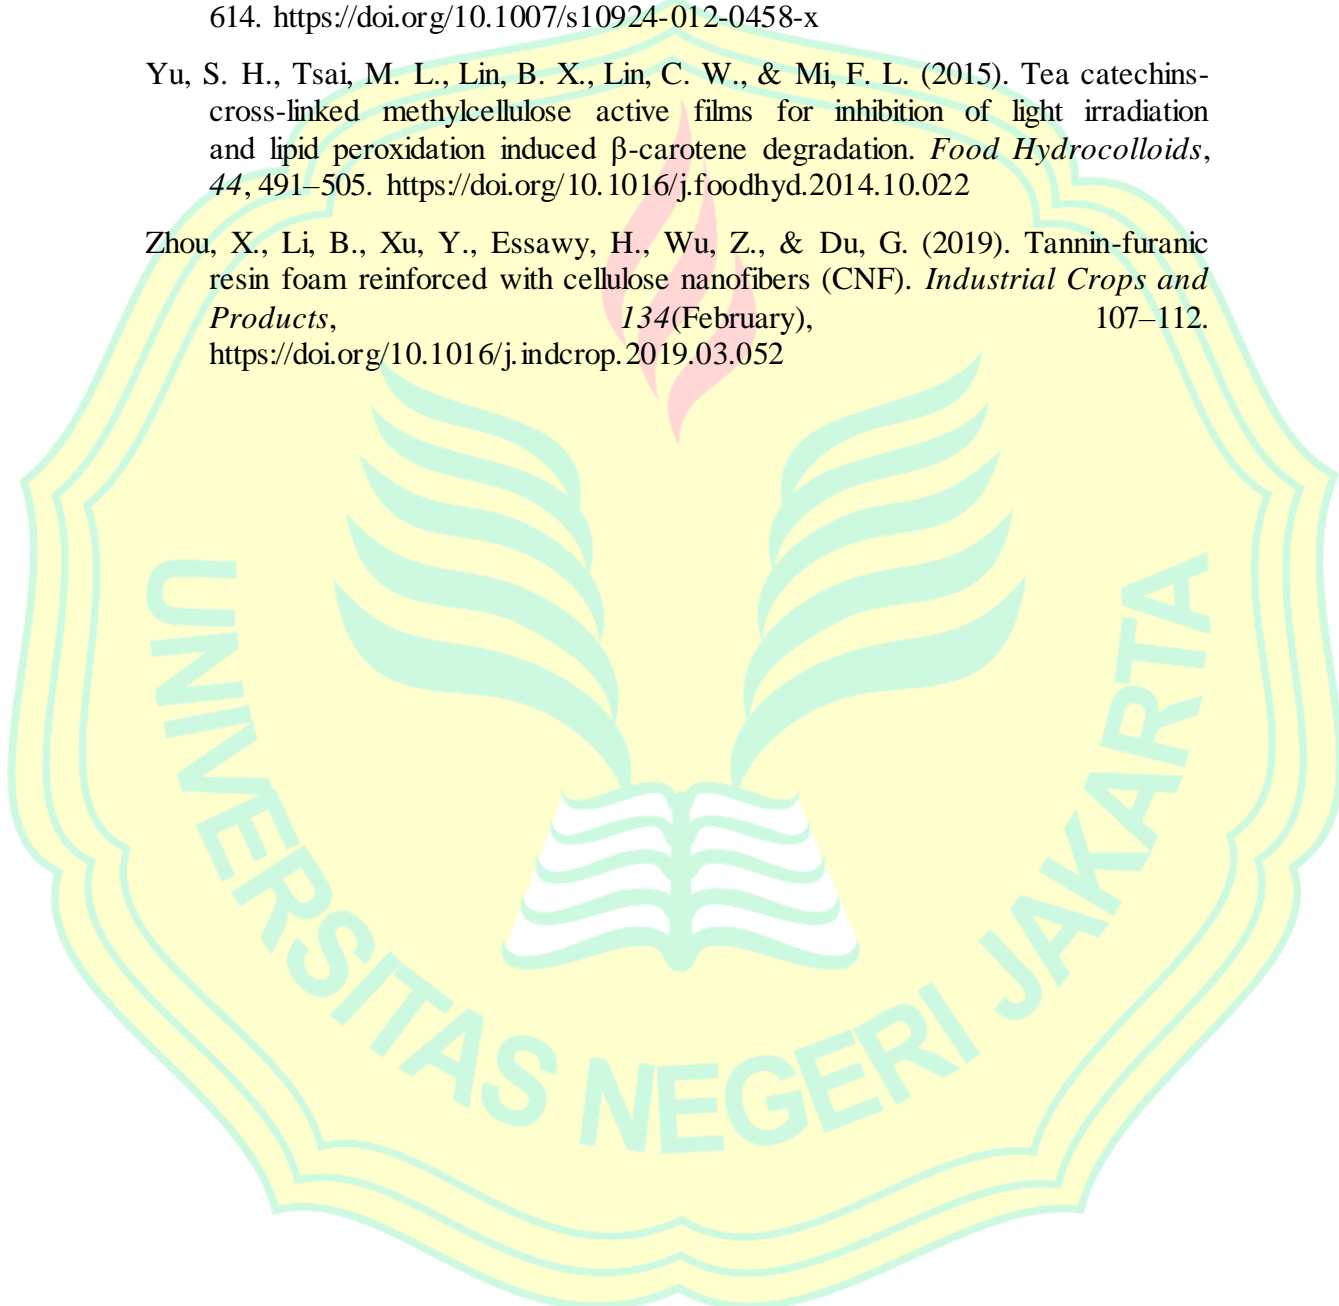 614. https://doi.org/10.1007/s10924-012-0458-x
Yu, S. H., Tsai, M. L., Lin, B. X., Lin, C. W., & Mi, F. L. (2015). Tea catechins-
cross-linked methylcellulose active films for inhibition of light irradiation
and lipid peroxidation induced β-carotene degradation. Food Hydrocolloids,
44, 491–505. https://doi.org/10.1016/j.foodhyd.2014.10.022
Zhou, X., Li, B., Xu, Y., Essawy, H., Wu, Z., & Du, G. (2019). Tannin-furanic
resin foam reinforced with cellulose nanofibers (CNF). Industrial Crops and
Products, 134(February), 107–112.
https://doi.org/10.1016/j.indcrop.2019.03.052
UNIVERSITAS NEGERI JAKARTA